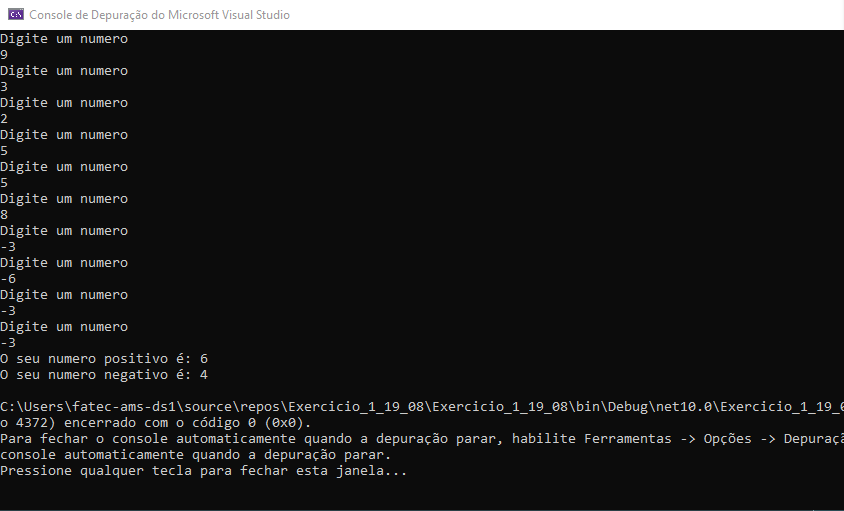 Console de Depuração do Microsoft Visual Studio
Digite um numero
9
Digite um numero
3
Digite um numero
2
Digite um numero
5
Digite um numero
5
Digite um numero
8
Digite um numero
-3
Digite um numero
-6
Digite um numero
-3
Digite um numero
-3
O seu numero positivo é: 6
O seu numero negativo é: 4
C:\Users\fatec-ams-ds1\source\repos\Exercicio_1_19_08\Exercicio_1_19_08\bin\Debug\net10.0\Exercicio_1_19_0
o 4372) encerrado com o código 0 (0x0).
Para fechar o console automaticamente quando a depuração parar, habilite Ferramentas -> Opções -> Depuraçã
console automaticamente quando a depuração parar.
Pressione qualquer tecla para fechar esta janela...